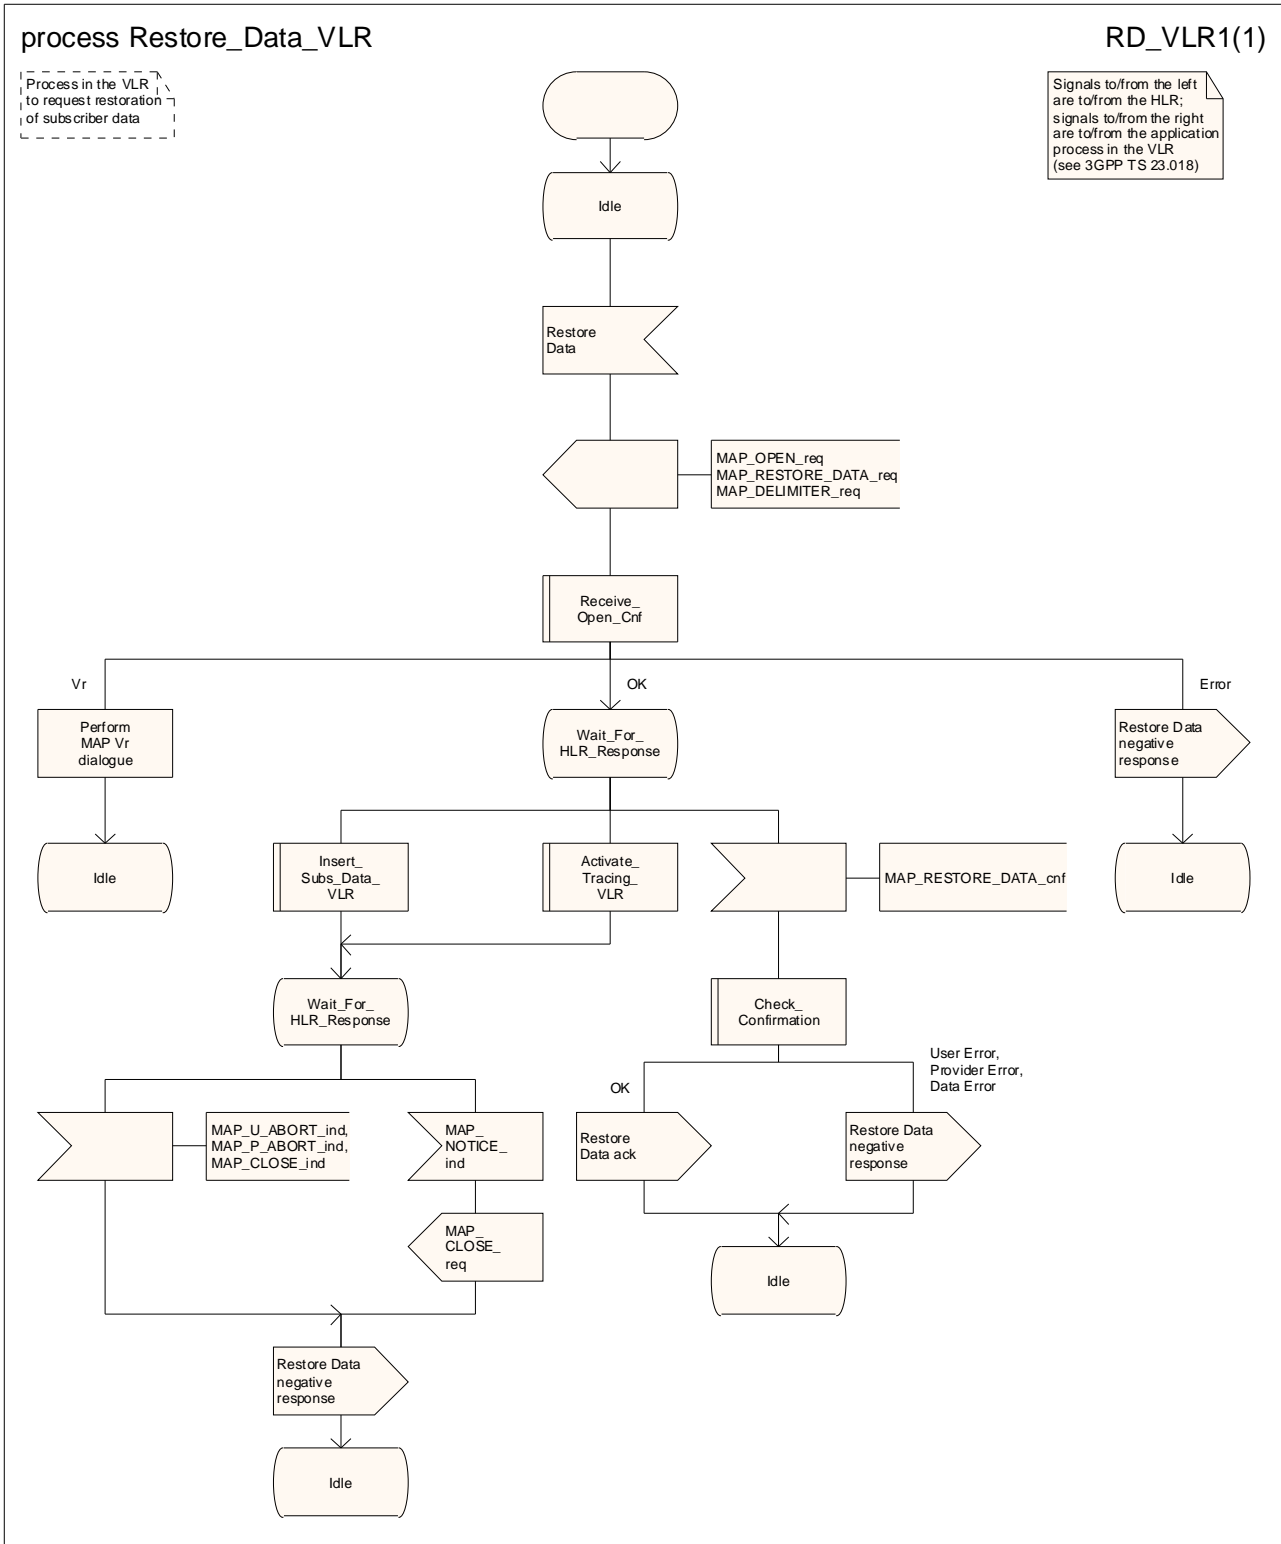 process Restore_Data_VLR
RD_VLR1(1)
Process in the VLR
to request restoration
of subscriber data
Signals to/from the left
are to/from the HLR;
signals to/from the right
are to/from the application
process in the VLR
(see 3GPP TS 23.018)
Idle
Restore
Data
MAP_OPEN_req
MAP_RESTORE_DATA_req
MAP_DELIMITER_req
Receive_
Open_Cnf
Vr
OK
Error
Perform
MAP Vr
dialogue
Wait_For_
HLR_Response
Restore Data
negative
response
Idle
Insert_
Subs_Data_
VLR
Activate_
Tracing_
VLR
MAP_RESTORE_DATA_cnf
Idle
Wait_For_
HLR_Response
Check_
Confirmation
OK
User Error,
Provider Error,
Data Error
MAP_U_ABORT_ind,
MAP_P_ABORT_ind,
MAP_CLOSE_ind
MAP_
NOTICE_
ind
Restore
Data ack
Restore Data
negative
response
MAP_
CLOSE_
req
Idle
Restore Data
negative
response
Idle